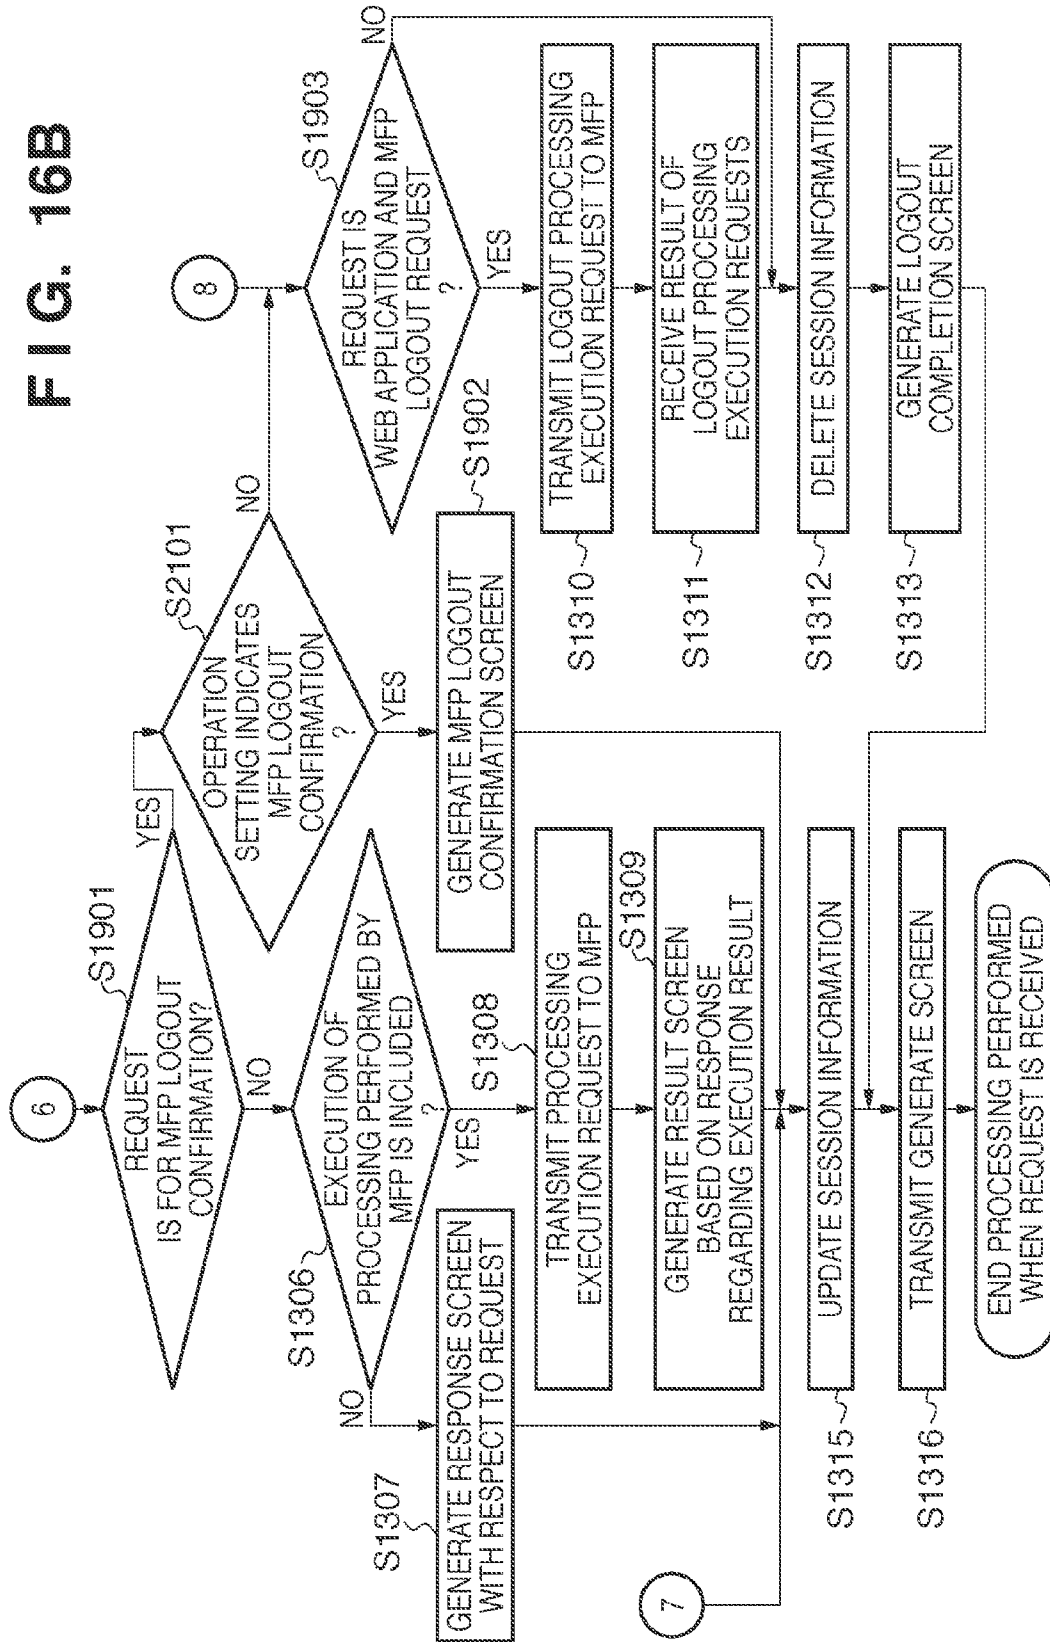 FIG. 16B
6
S1901
REQUEST
IS FOR MFP LOGOUT
CONFIRMATION?
YES
NO
S2101
OPERATION
SETTING INDICATES
MFP LOGOUT
CONFIRMATION
?
NO
YES
8
S1903
REQUEST IS
WEB APPLICATION AND MFP
LOGOUT REQUEST
?
NO
YES
S1306
EXECUTION OF
PROCESSING PERFORMED BY
MFP IS INCLUDED
?
NO
YES
S1307
GENERATE RESPONSE SCREEN
WITH RESPECT TO REQUEST
S1902
GENERATE MFP LOGOUT
CONFIRMATION SCREEN
S1308
TRANSMIT PROCESSING
EXECUTION REQUEST TO MFP
S1309
GENERATE RESULT SCREEN
BASED ON RESPONSE
REGARDING EXECUTION RESULT
S1310
TRANSMIT LOGOUT PROCESSING
EXECUTION REQUEST TO MFP
S1311
RECEIVE RESULT OF
LOGOUT PROCESSING
EXECUTION REQUESTS
S1312
DELETE SESSION INFORMATION
S1313
GENERATE LOGOUT
COMPLETION SCREEN
7
S1315
UPDATE SESSION INFORMATION
S1316
TRANSMIT GENERATE SCREEN
END PROCESSING PERFORMED
WHEN REQUEST IS RECEIVED